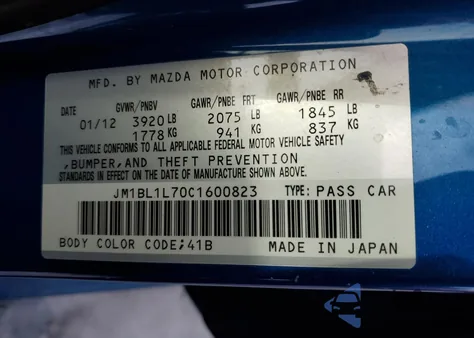 MFD. BY MAZDA MOTOR CORPORATION
DATE GVWR/PNBV GAWR/PNBE FRT GAWR/PNBE RR
01/12 3920 LB 2075 LB 1845 LB
1778 KG 941 KG 837 KG
THIS VEHICLE CONFORMS TO ALL APPLICABLE FEDERAL MOTOR VEHICLE SAFETY
,BUMPER,AND THEFT PREVENTION
STANDARDS IN EFFECT ON THE DATE OF MANUFACTURE SHOWN ABOVE.
JM1BL1L70C1600823 TYPE: PASS CAR
BODY COLOR CODE;41B MADE IN JAPAN